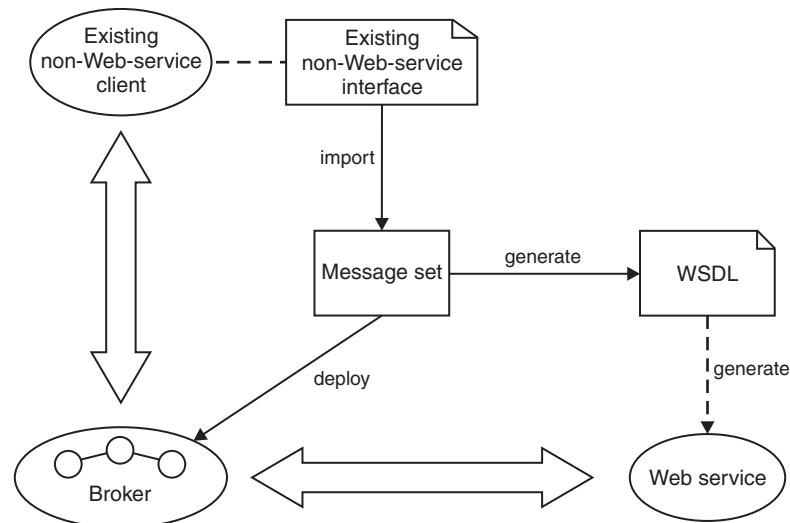 Existing
non-Web-service
client
Existing
non-Web-service
interface
import
Message set
generate
WSDL
deploy
generate
Broker
Web service